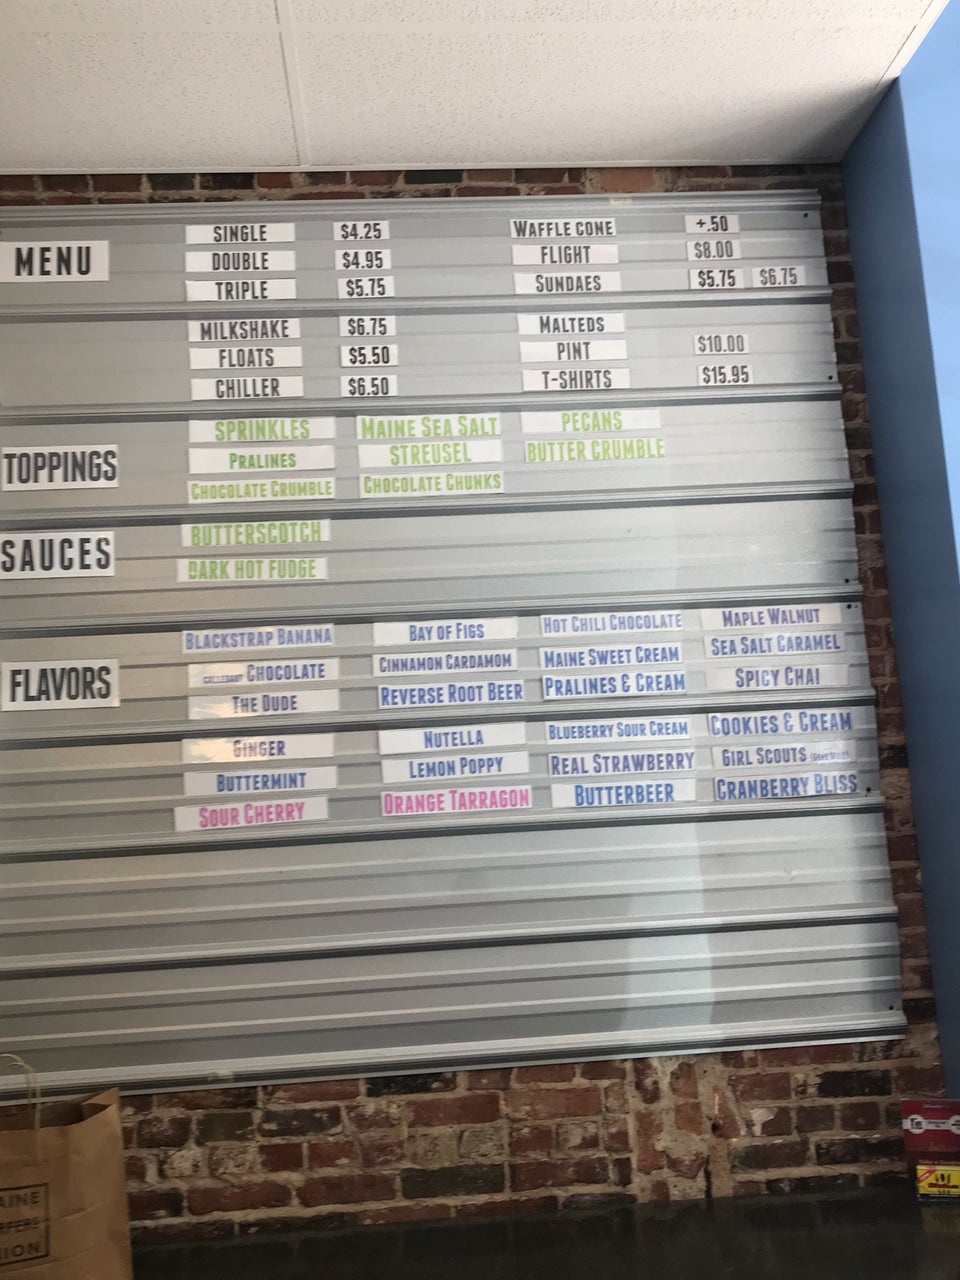 MENU
SINGLE $4.25 WAFFLE CONE +.50
DOUBLE $4.95 FLIGHT $8.00
TRIPLE $5.75 SUNDAES $5.75 $6.75
MILKSHAKE $6.75 MALTEDS
FLOATS $5.50 PINT $10.00
CHILLER $6.50 T-SHIRTS $15.95
TOPPINGS
SPRINKLES MAINE SEA SALT PECANS
PRALINES STREUSEL BUTTER CRUMBLE
CHOCOLATE CRUMBLE CHOCOLATE CHUNKS
SAUCES
BUTTERSCOTCH
DARK HOT FUDGE
FLAVORS
BLACKSTRAP BANANA BAY OF FIGS HOT CHILI CHOCOLATE MAPLE WALNUT
CALLEBAUT CHOCOLATE CINNAMON CARDAMOM MAINE SWEET CREAM SEA SALT CARAMEL
THE DUDE REVERSE ROOT BEER PRALINES & CREAM SPICY CHAI
GINGER NUTELLA BLUEBERRY SOUR CREAM COOKIES & CREAM
BUTTERMINT LEMON POPPY REAL STRAWBERRY GIRL SCOUTS
SOUR CHERRY ORANGE TARRAGON BUTTERBEER CRANBERRY BLISS
AINE
NION